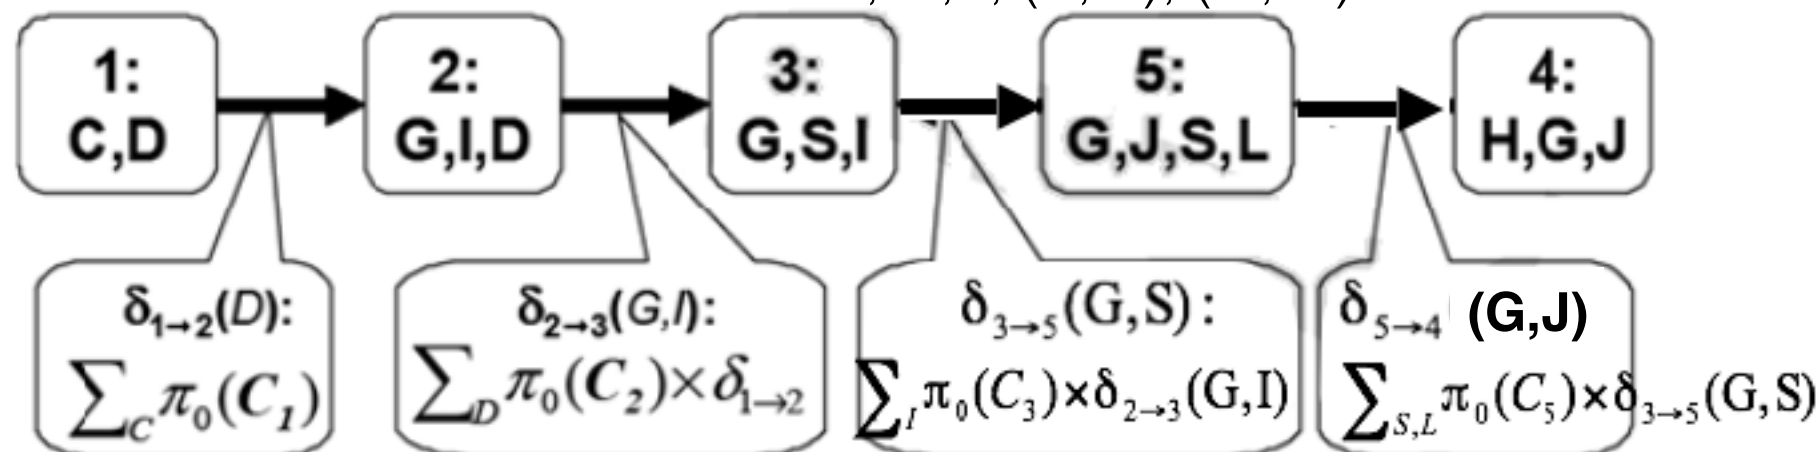 1:
C,D
2:
G,I,D
3:
G,S,I
5:
G,J,S,L
4:
H,G,J
δ1→2(D):
∑C π0(C1)
δ2→3(G,I):
∑D π0(C2)×δ1→2
δ3→5(G,S):
∑I π0(C3)×δ2→3(G,I)
δ5→4 (G,J)
∑S,L π0(C5)×δ3→5(G,S)